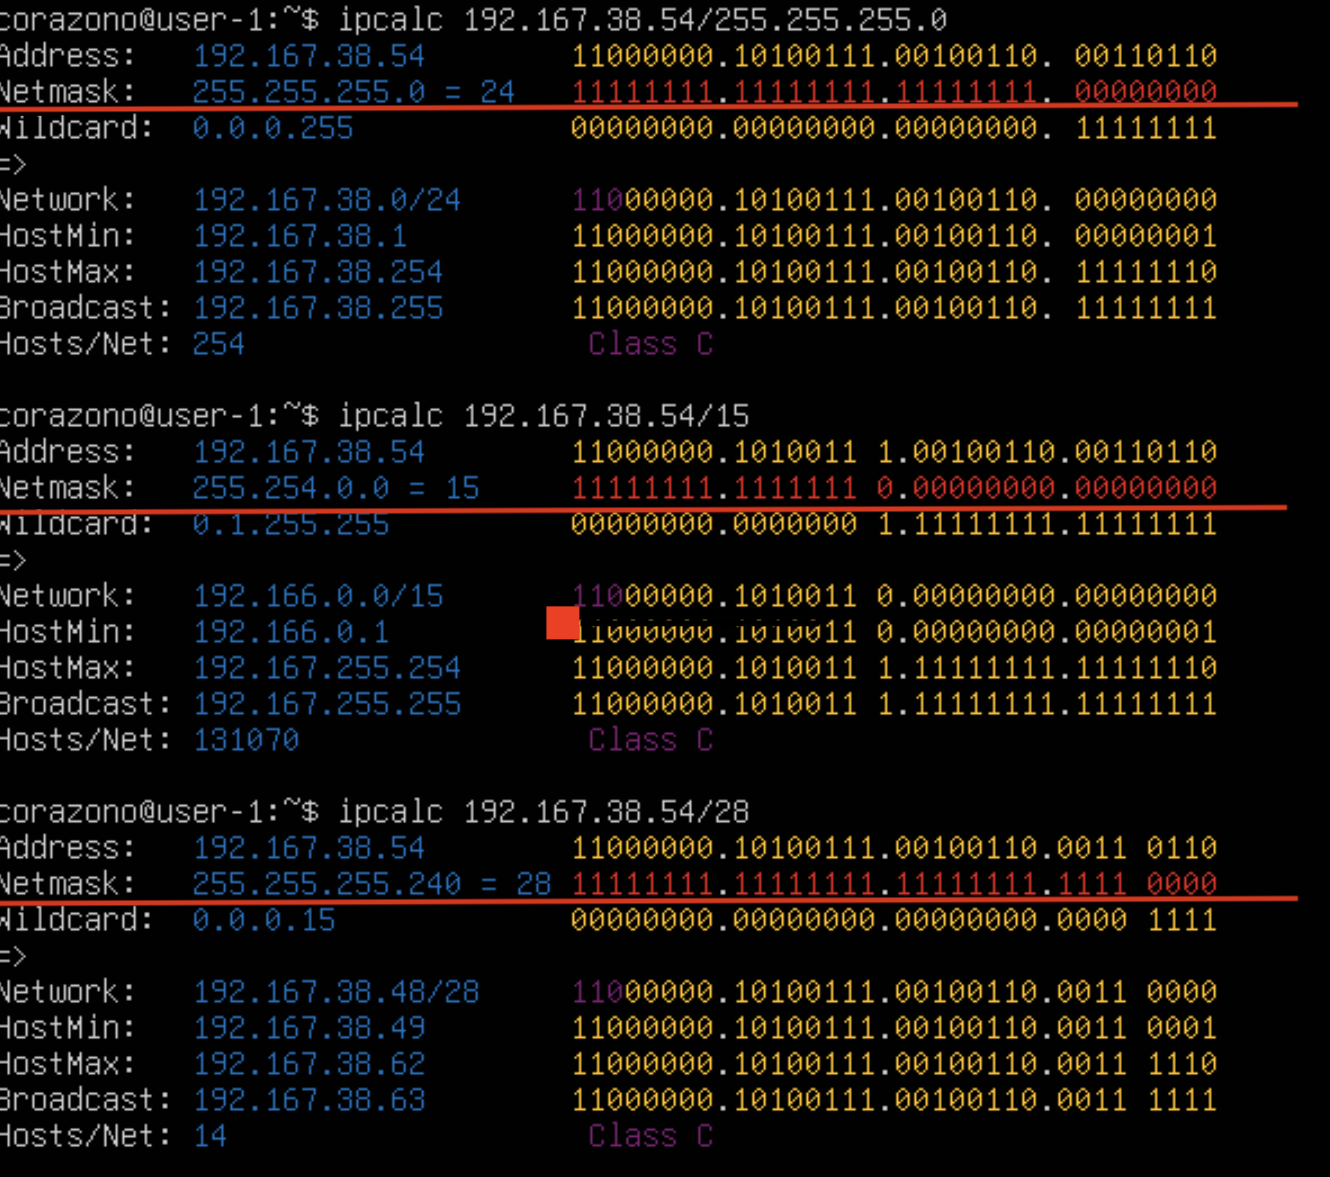 corazono@user-1:~$ ipcalc 192.167.38.54/255.255.255.0
Address: 192.167.38.54 11000000.10100111.00100110. 00110110
Netmask: 255.255.255.0 = 24 11111111.11111111.11111111. 00000000
Wildcard: 0.0.0.255 00000000.00000000.00000000. 11111111
=>
Network: 192.167.38.0/24 11000000.10100111.00100110. 00000000
HostMin: 192.167.38.1 11000000.10100111.00100110. 00000001
HostMax: 192.167.38.254 11000000.10100111.00100110. 11111110
Broadcast: 192.167.38.255 11000000.10100111.00100110. 11111111
Hosts/Net: 254 Class C
corazono@user-1:~$ ipcalc 192.167.38.54/15
Address: 192.167.38.54 11000000.1010011 1.00100110.00110110
Netmask: 255.254.0.0 = 15 11111111.1111111 0.00000000.00000000
Wildcard: 0.1.255.255 00000000.0000000 1.11111111.11111111
=>
Network: 192.166.0.0/15 11000000.1010011 0.00000000.00000000
HostMin: 192.166.0.1 11000000.1010011 0.00000000.00000001
HostMax: 192.167.255.254 11000000.1010011 1.11111111.11111110
Broadcast: 192.167.255.255 11000000.1010011 1.11111111.11111111
Hosts/Net: 131070 Class C
corazono@user-1:~$ ipcalc 192.167.38.54/28
Address: 192.167.38.54 11000000.10100111.00100110.0011 0110
Netmask: 255.255.255.240 = 28 11111111.11111111.11111111.1111 0000
Wildcard: 0.0.0.15 00000000.00000000.00000000.0000 1111
=>
Network: 192.167.38.48/28 11000000.10100111.00100110.0011 0000
HostMin: 192.167.38.49 11000000.10100111.00100110.0011 0001
HostMax: 192.167.38.62 11000000.10100111.00100110.0011 1110
Broadcast: 192.167.38.63 11000000.10100111.00100110.0011 1111
Hosts/Net: 14 Class C